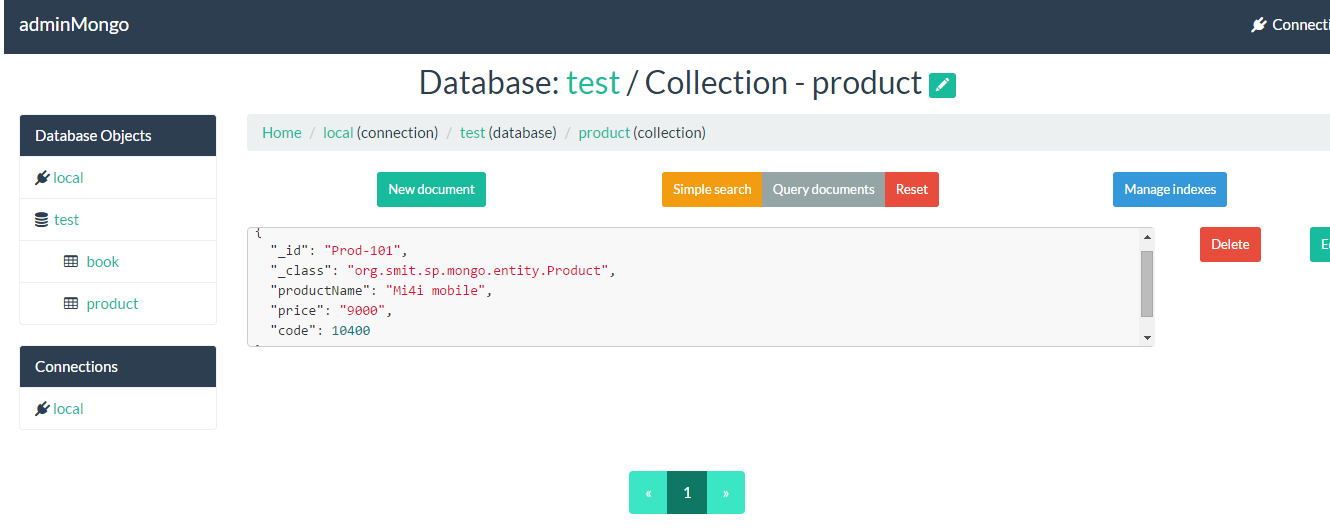 adminMongo
Connecti
Database: test / Collection - product
Database Objects
local
test
book
product
Connections
local
Home / local (connection) / test (database) / product (collection)
New document
Simple search
Query documents
Reset
Manage indexes
{
"_id": "Prod-101",
"_class": "org.smit.sp.mongo.entity.Product",
"productName": "Mi4i mobile",
"price": "9000",
"code": 10400
Delete
« 1 »